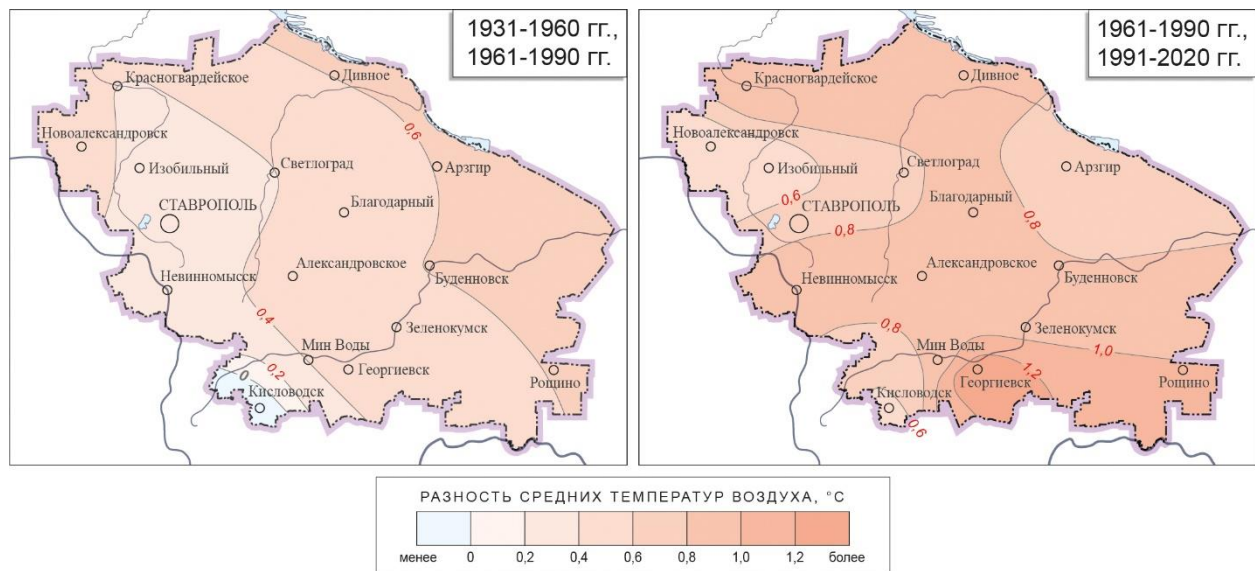 1931-1960 гг.,
1961-1990 гг.
Красногвардейское
Дивное
0,6
Новоалександровск
Изобильный
Светлоград
Арзгир
СТАВРОПОЛЬ
Благодарный
Невинномысск
Александровское
Буденновск
0,4
Зеленокумск
Мин Воды
0,2
0
Георгиевск
Рощино
Кисловодск
1961-1990 гг.,
1991-2020 гг.
Красногвардейское
Дивное
Новоалександровск
Изобильный
Светлоград
Арзгир
0,6
СТАВРОПОЛЬ
Благодарный
0,8
0,8
Невинномысск
Александровское
Буденновск
0,8
Зеленокумск
Мин Воды
1,0
1,2
Георгиевск
Рощино
Кисловодск
0,6
РАЗНОСТЬ СРЕДНИХ ТЕМПЕРАТУР ВОЗДУХА, °С
менее 0 0,2 0,4 0,6 0,8 1,0 1,2 более